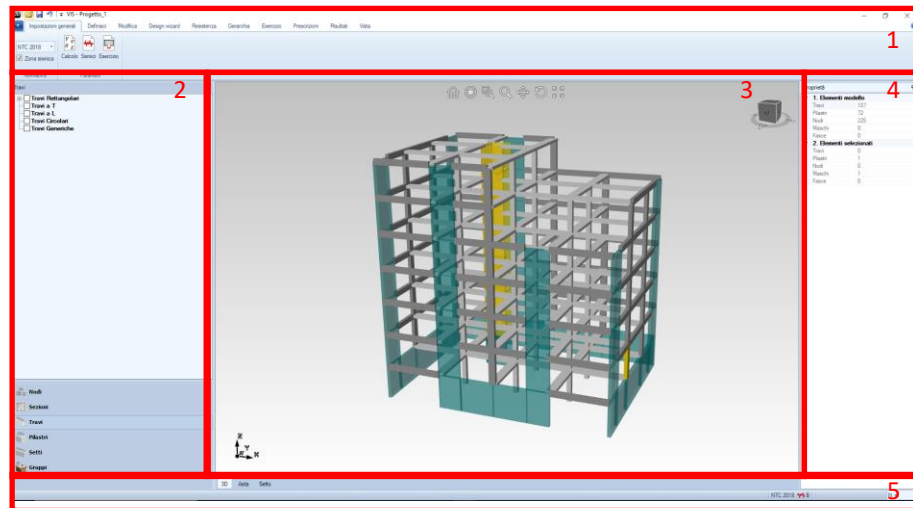 VIS - Progetto_1
Impostazioni generali Definisci Modifica Design wizard Resistenza Gerarchia Esercizio Prescrizioni Risultati Vista
1
NTC 2018
Zona sismica
Calcolo Sismici Esercizio
Travi
2
Travi Rettangolari
Travi a T
Travi a L
Travi Circolari
Travi Generiche
Nodi
Sezioni
Travi
Pilastri
Setti
Gruppi
3
Z
Y
X
4
1. Elementi modello
Travi 187
Pilastri 72
Nodi 225
Maschi 8
Fasce 0
2. Elementi selezionati
Travi 0
Pilastri 1
Nodi 0
Maschi 1
Fasce 0
3D Asta Setto
NTC 2018
5